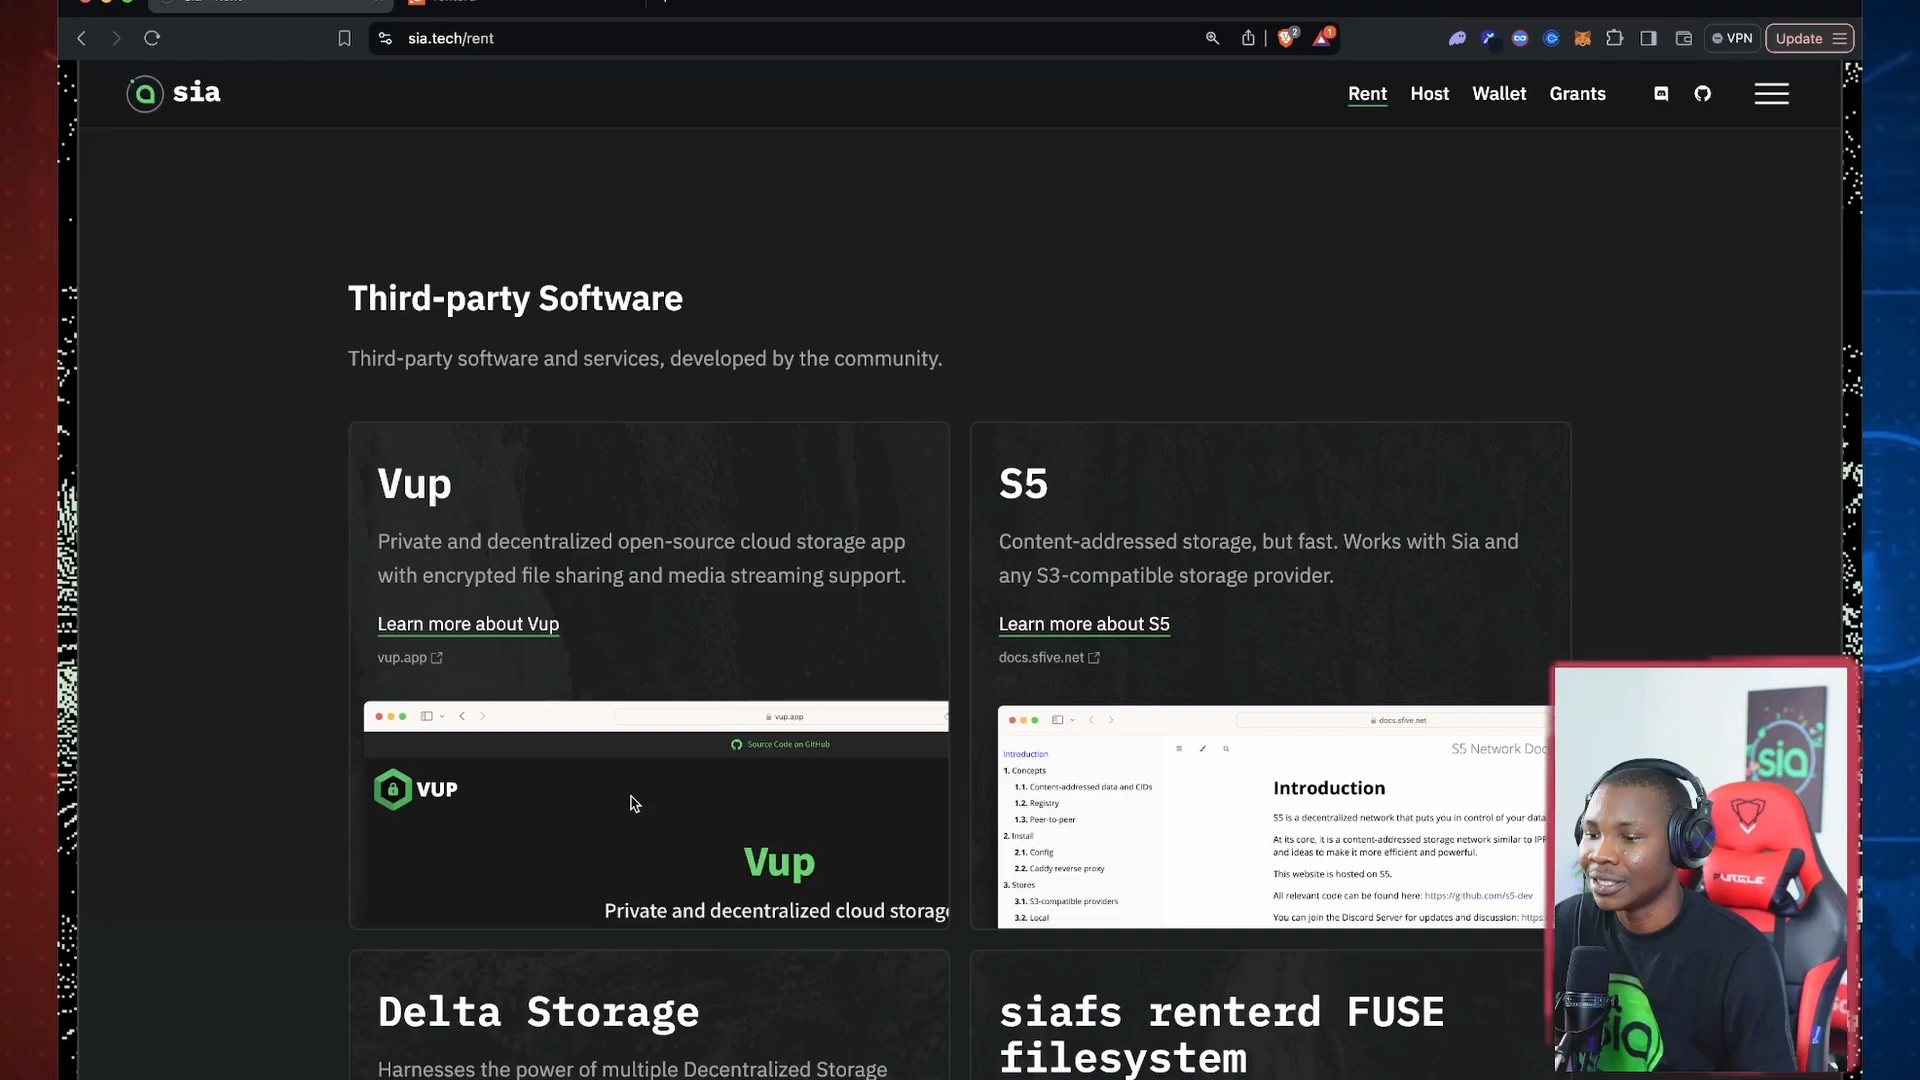 sia.tech/rent
2
1
VPN
Update
sia
Rent
Host
Wallet
Grants
Third-party Software
Third-party software and services, developed by the community.
Vup
Private and decentralized open-source cloud storage app
with encrypted file sharing and media streaming support.
Learn more about Vup
vup.app
vup.app
Source Code on GitHub
VUP
Vup
Private and decentralized cloud storage
S5
Content-addressed storage, but fast. Works with Sia and
any S3-compatible storage provider.
Learn more about S5
docs.sfive.net
docs.sfive.net
S5 Network Doc
Introduction
1. Concepts
1.1. Content-addressed data and CIDs
1.2. Registry
1.3. Peer-to-peer
2. Install
2.1. Config
2.2. Caddy reverse proxy
3. Stores
3.1. S3-compatible providers
3.2. Local
Introduction
S5 is a decentralized network that puts you in control of your data
At its core, it is a content-addressed storage network similar to IPF
and ideas to make it more efficient and powerful.
This website is hosted on S5.
All relevant code can be found here: https://github.com/s5-dev
You can join the Discord Server for updates and discussion: https:
Delta Storage
Harnesses the power of multiple Decentralized Storage
siafs renterd FUSE
filesystem
sia
FURGLE
sia